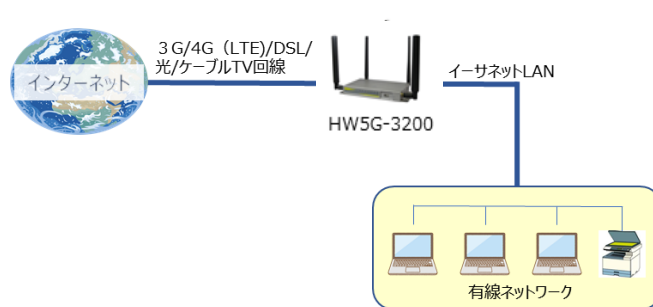 ３G/4G（LTE)/DSL/
光/ケーブルTV回線
インターネット
イーサネットLAN
HW5G-3200
有線ネットワーク